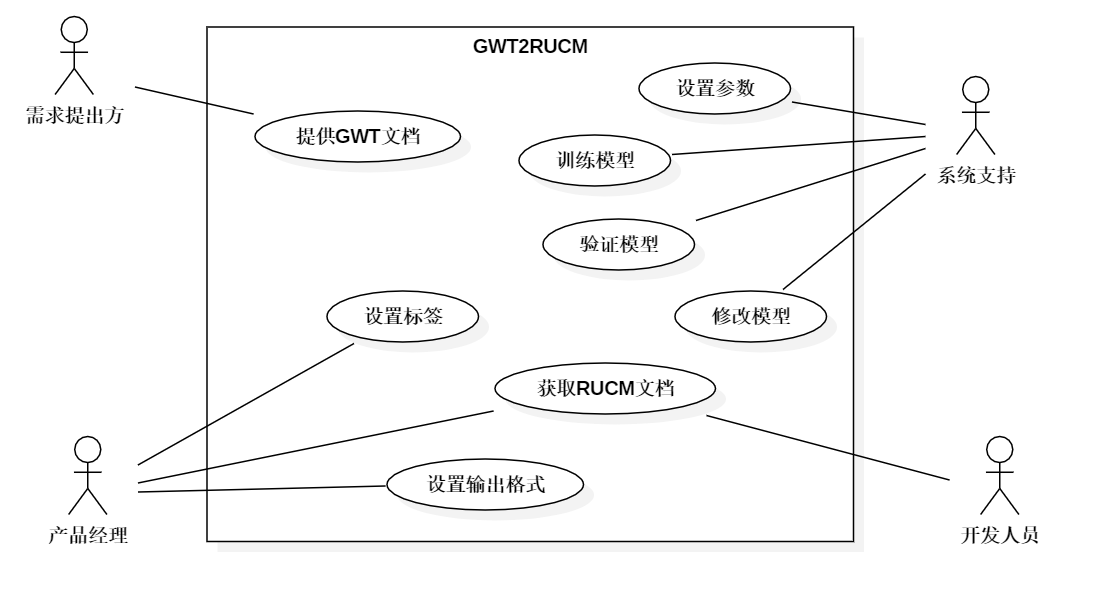 GWT2RUCM
设置参数
需求提出方
提供GWT文档
训练模型
系统支持
验证模型
设置标签
修改模型
获取RUCM文档
设置输出格式
产品经理
开发人员